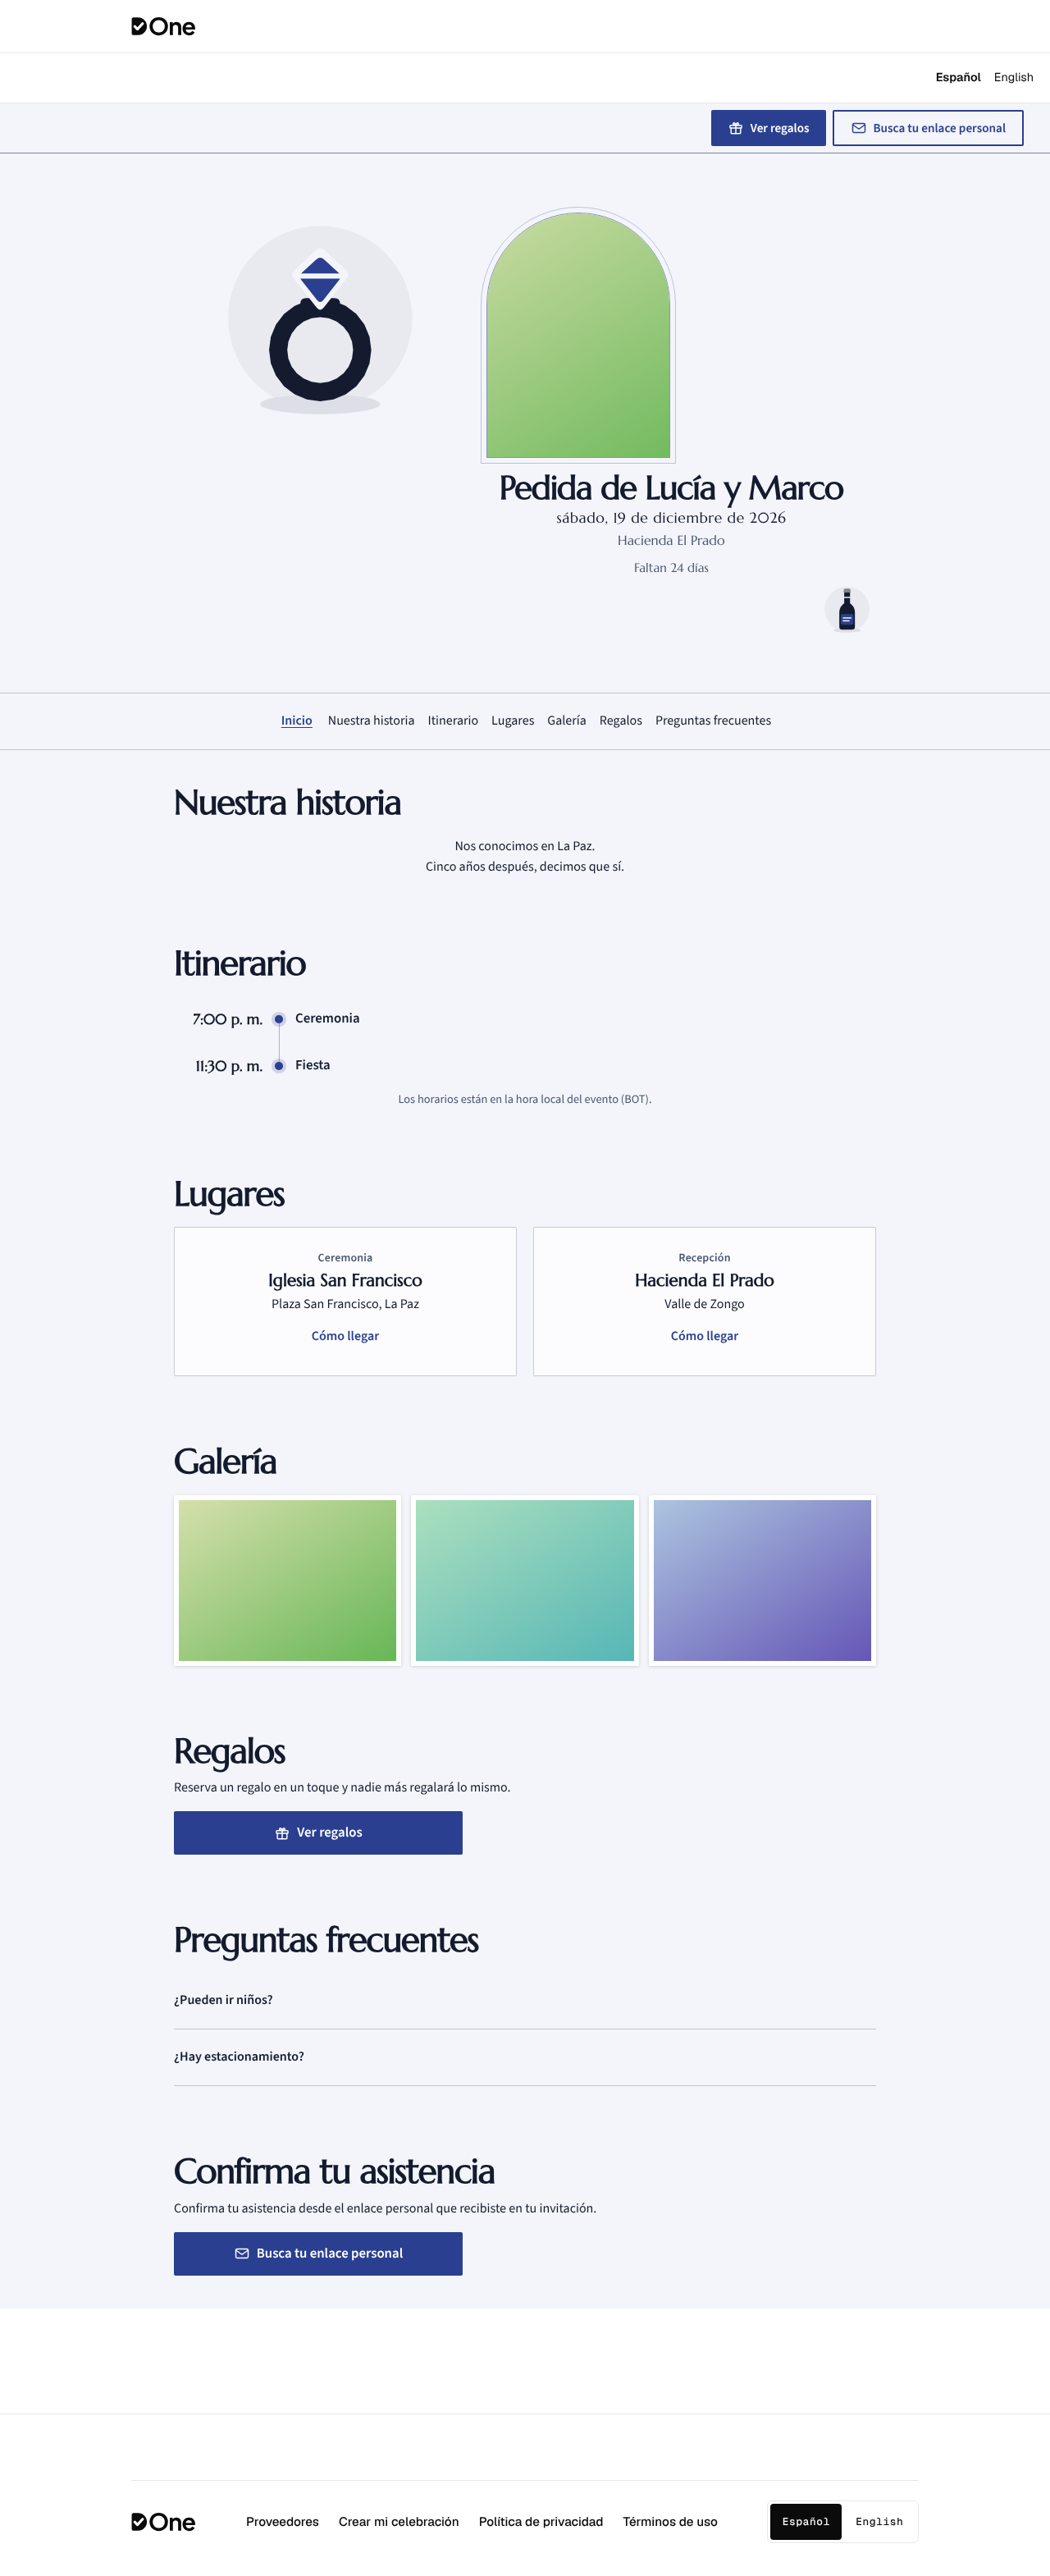 One
Español English
Ver regalos Busca tu enlace personal
Pedida de Lucía y Marco
sábado, 19 de diciembre de 2026
Hacienda El Prado
Faltan 24 días
Inicio Nuestra historia Itinerario Lugares Galería Regalos Preguntas frecuentes
Nuestra historia
Nos conocimos en La Paz.
Cinco años después, decimos que sí.
Itinerario
7:00 p. m. Ceremonia
11:30 p. m. Fiesta
Los horarios están en la hora local del evento (BOT).
Lugares
Ceremonia
Iglesia San Francisco
Plaza San Francisco, La Paz
Cómo llegar
Recepción
Hacienda El Prado
Valle de Zongo
Cómo llegar
Galería
Regalos
Reserva un regalo en un toque y nadie más regalará lo mismo.
Ver regalos
Preguntas frecuentes
¿Pueden ir niños?
¿Hay estacionamiento?
Confirma tu asistencia
Confirma tu asistencia desde el enlace personal que recibiste en tu invitación.
Busca tu enlace personal
One Proveedores Crear mi celebración Política de privacidad Términos de uso Español English